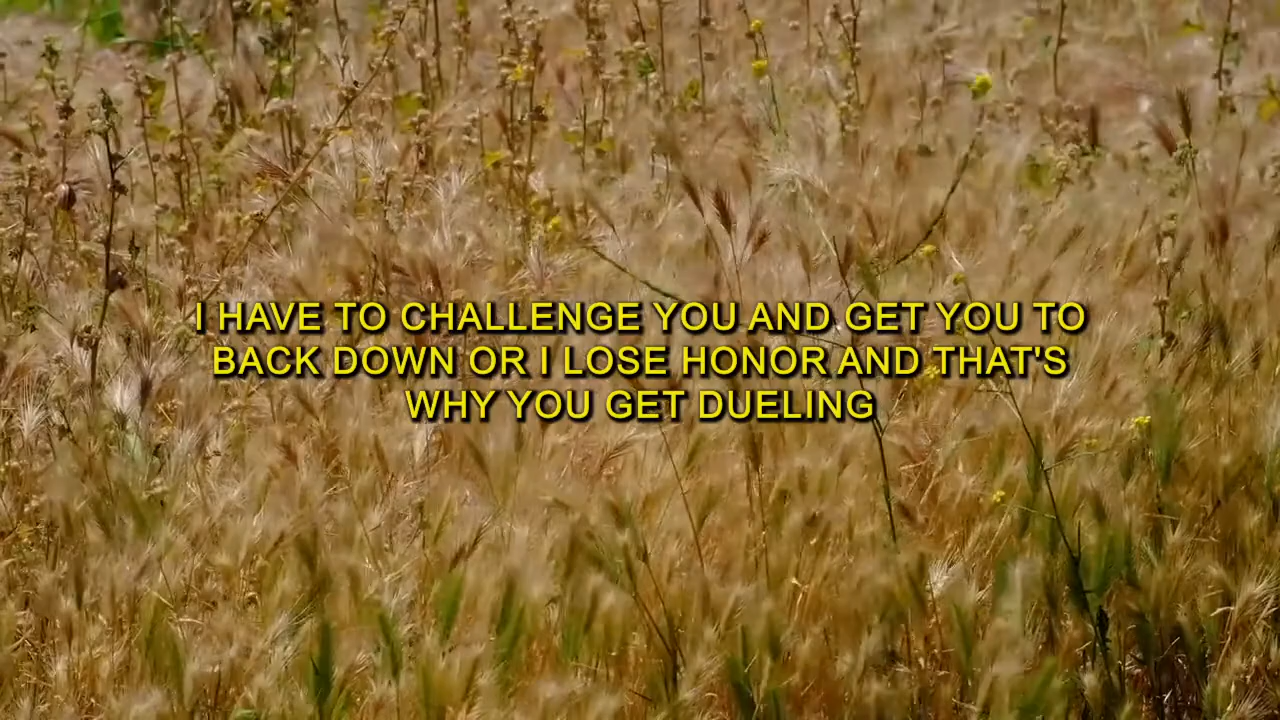 I HAVE TO CHALLENGE YOU AND GET YOU TO
BACK DOWN OR I LOSE HONOR AND THAT'S
WHY YOU GET DUELING